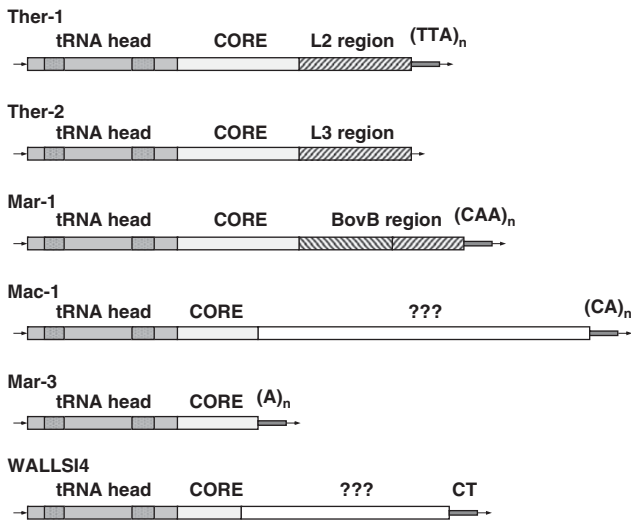 Ther-1
tRNA head CORE L2 region (TTA)n
Ther-2
tRNA head CORE L3 region
Mar-1
tRNA head CORE BovB region (CAA)n
Mac-1
tRNA head CORE ??? (CA)n
Mar-3
tRNA head CORE (A)n
WALLSI4
tRNA head CORE ??? CT